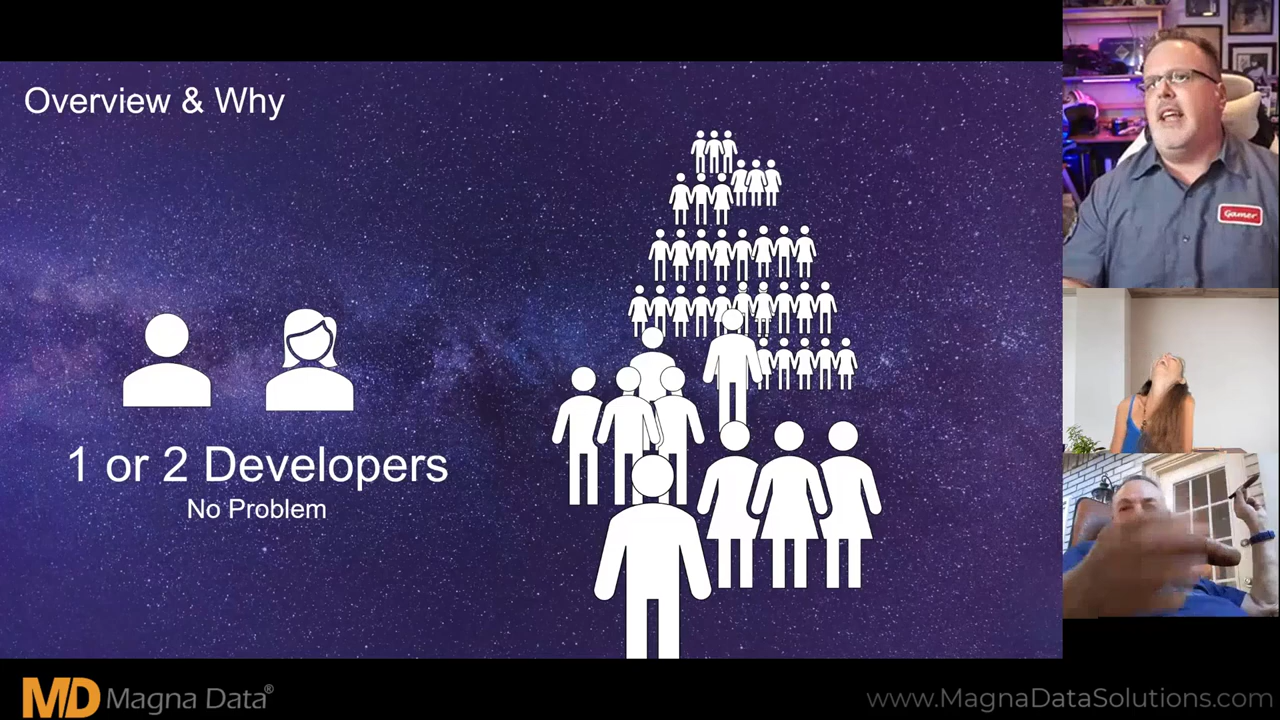 Overview & Why
Gamer
1 or 2 Developers
No Problem
MD Magna Data®
www.MagnaDataSolutions.com